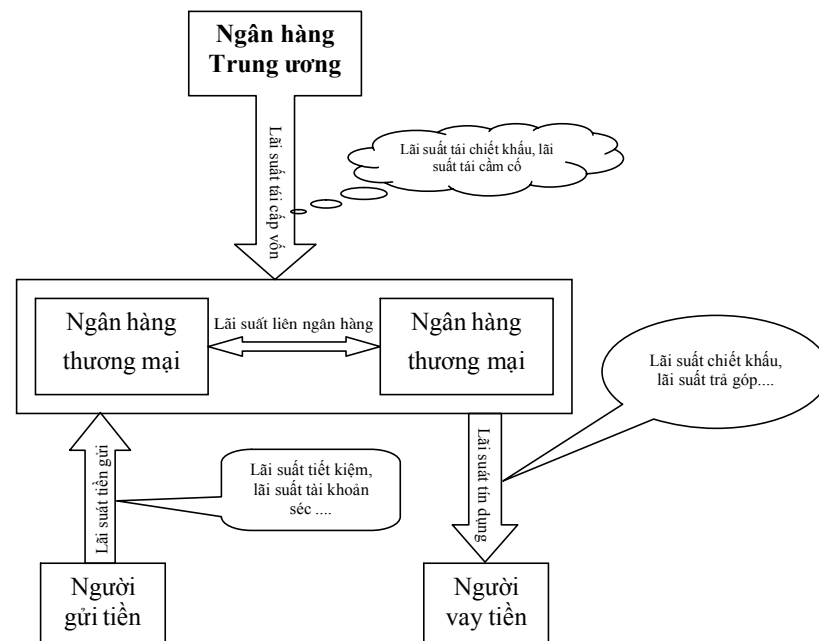 Ngân hàng
Trung ương
Lãi suất tái cấp vốn
Lãi suất tái chiết khấu, lãi
suất tái cầm cố
Ngân hàng
thương mại
Lãi suất liên ngân hàng
Ngân hàng
thương mại
Lãi suất chiết khấu,
lãi suất trả góp....
Lãi suát tiền gửi
Lãi suất tiết kiệm,
lãi suất tài khoản
séc ....
Lãi suát tín dụng
Người
gửi tiền
Người
vay tiền